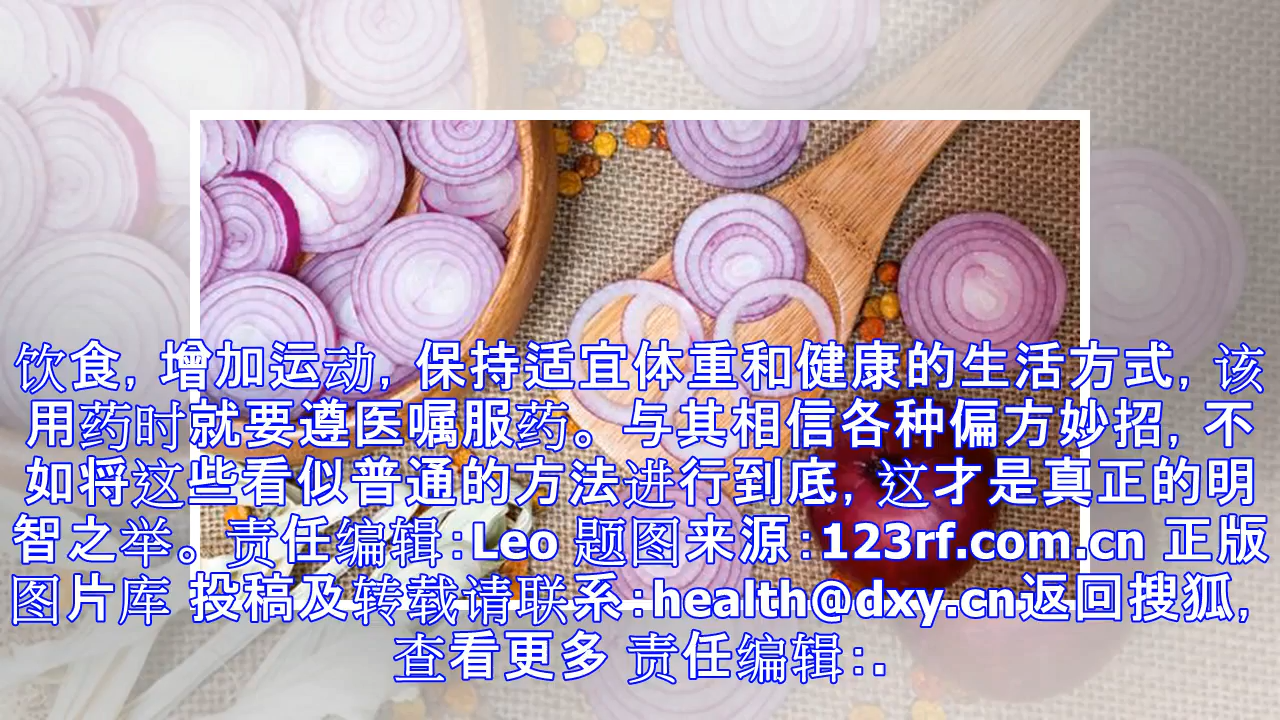 饮食, 增加运动, 保持适宜体重和健康的生活方式, 该
用药时就要遵医嘱服药。与其相信各种偏方妙招, 不
如将这些看似普通的方法进行到底, 这才是真正的明
智之举。责任编辑:Leo 题图来源:123rf.com.cn 正版
图片库 投稿及转载请联系:health@dxy.cn返回搜狐,
查看更多 责任编辑:.